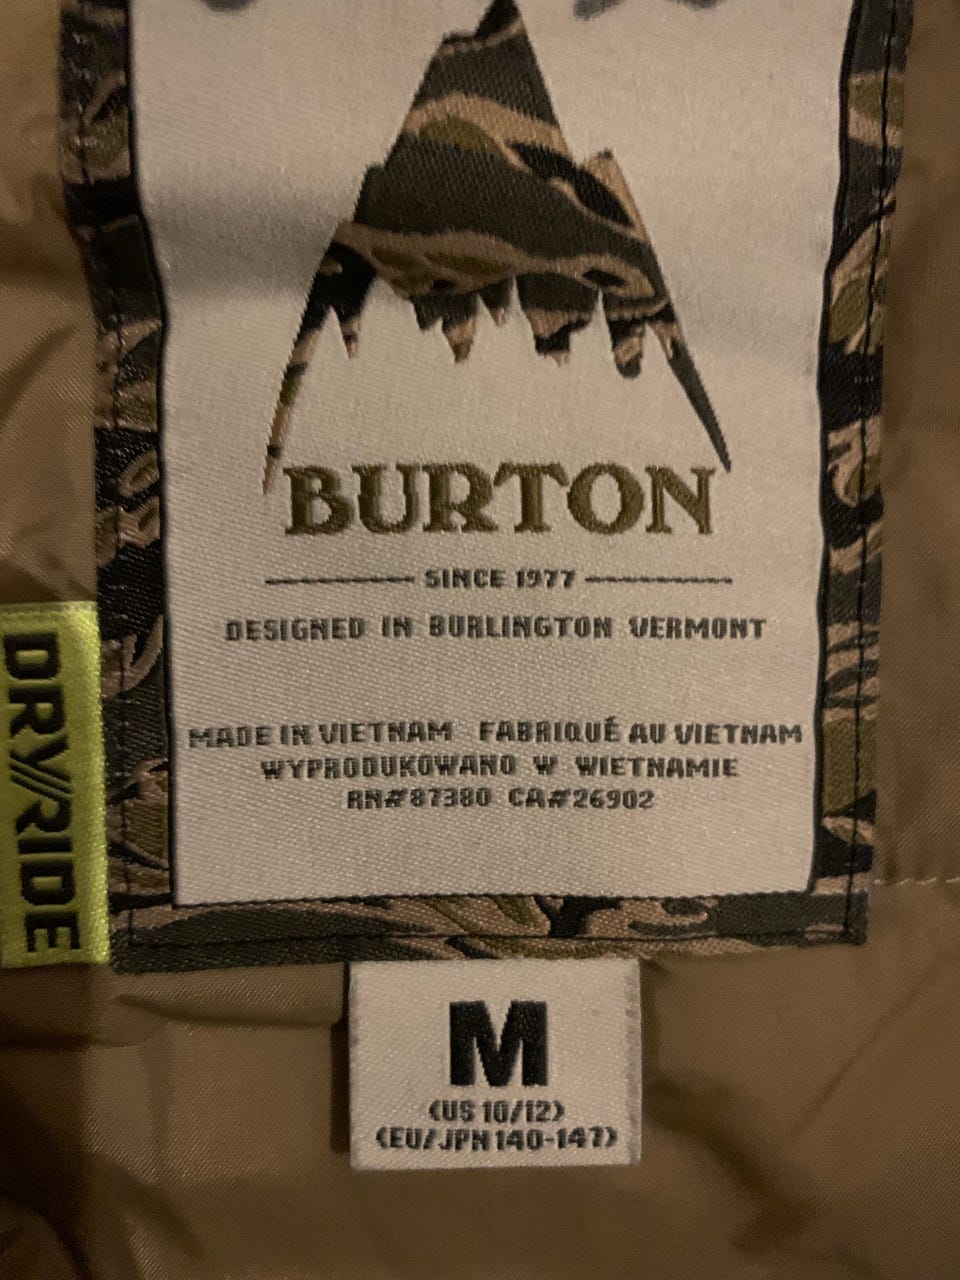 BURTON
SINCE 1977
DESIGNED IN BURLINGTON VERMONT
MADE IN VIETNAM FABRIQUÉ AU VIETNAM
WYPRODUKOWANO W WIETNAMIE
RN#87380 CA#26902
DRY///RIDE
M
(US 10/12)
(EU/JPN 140-147)